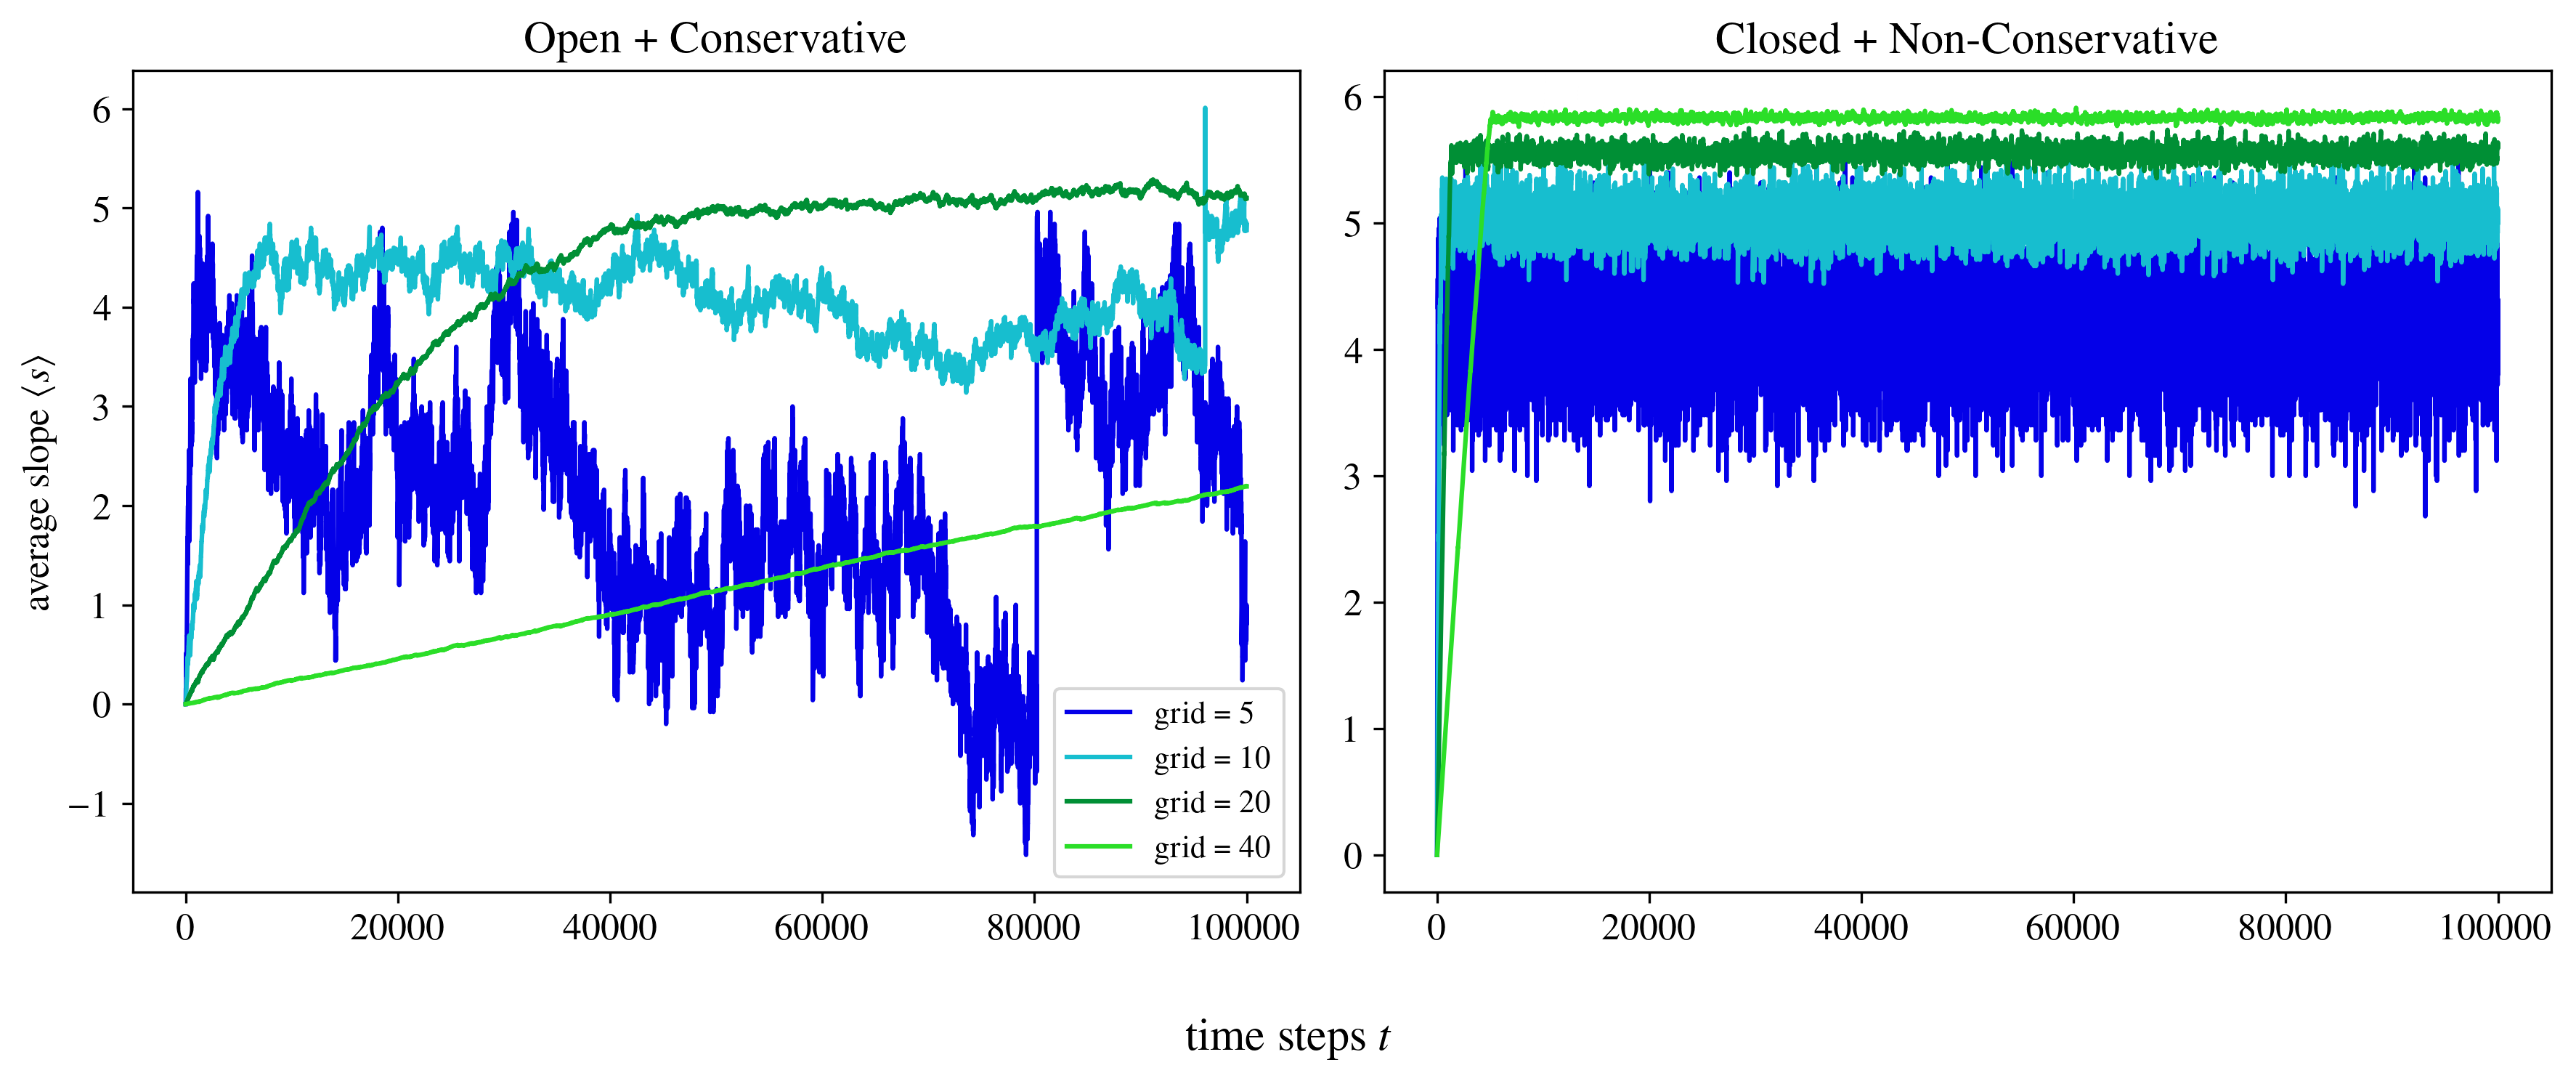 Open + Conservative
Closed + Non-Conservative
average slope ⟨s⟩
6
5
4
3
2
1
0
−1
0 20000 40000 60000 80000 100000
grid = 5
grid = 10
grid = 20
grid = 40
6
5
4
3
2
1
0
0 20000 40000 60000 80000 100000
time steps t